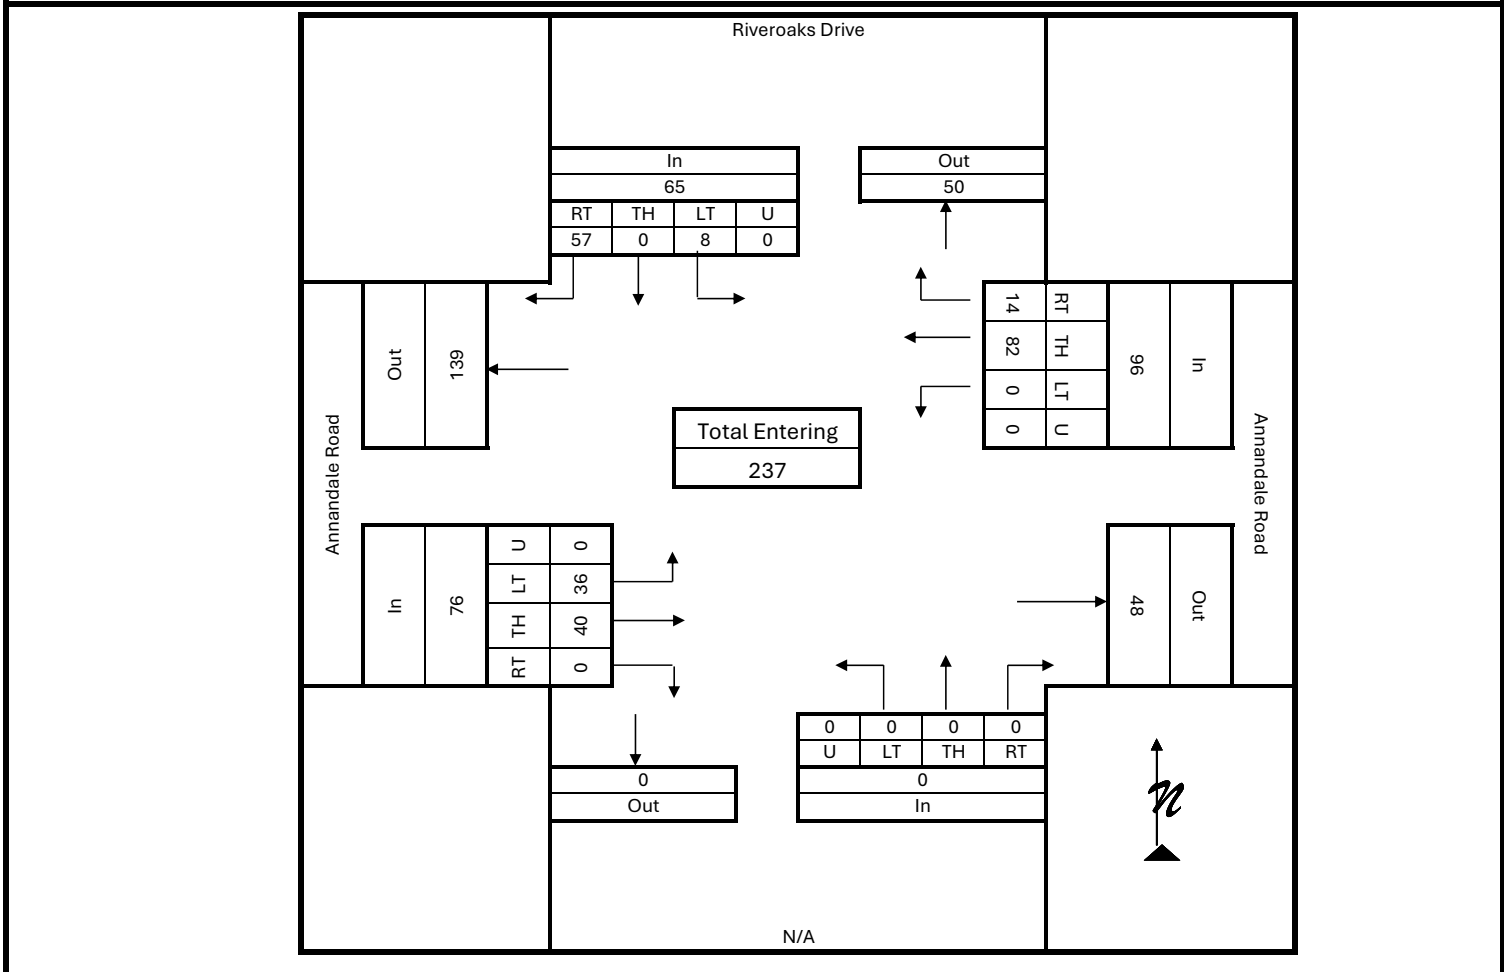 Riveroaks Drive
In
65
RT TH LT U
57 0 8 0
Out
50
Annandale Road
Out
139
RT 14
TH 82
LT 0
U 0
96
In
Annandale Road
Total Entering
237
In
76
U 0
LT 36
TH 40
RT 0
48
Out
0
Out
0 0 0 0
U LT TH RT
0
In
N
N/A